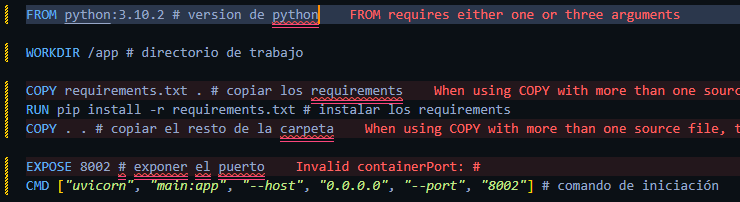 FROM python:3.10.2 # version de python FROM requires either one or three arguments
WORKDIR /app # directorio de trabajo
COPY requirements.txt . # copiar los requirements When using COPY with more than one sourc
RUN pip install -r requirements.txt # instalar los requirements
COPY . . # copiar el resto de la carpeta When using COPY with more than one source file, t
EXPOSE 8002 # exponer el puerto Invalid containerPort: #
CMD ["uvicorn", "main:app", "--host", "0.0.0.0", "--port", "8002"] # comando de iniciación